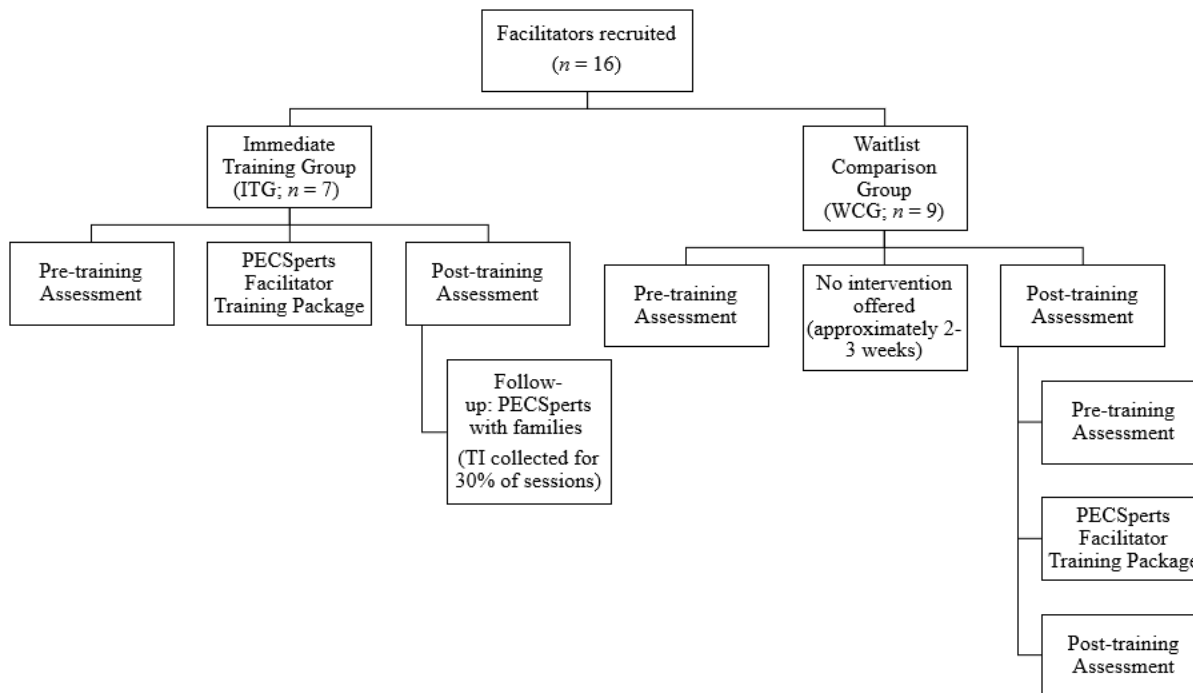 Facilitators recruited
(n = 16)
Immediate
Training Group
(ITG; n = 7)
Waitlist
Comparison
Group
(WCG; n = 9)
Pre-training
Assessment
PECSperts
Facilitator
Training Package
Post-training
Assessment
Pre-training
Assessment
No intervention
offered
(approximately 2-
3 weeks)
Post-training
Assessment
Follow-
up: PECSperts
with families
(TI collected for
30% of sessions)
Pre-training
Assessment
PECSperts
Facilitator
Training Package
Post-training
Assessment